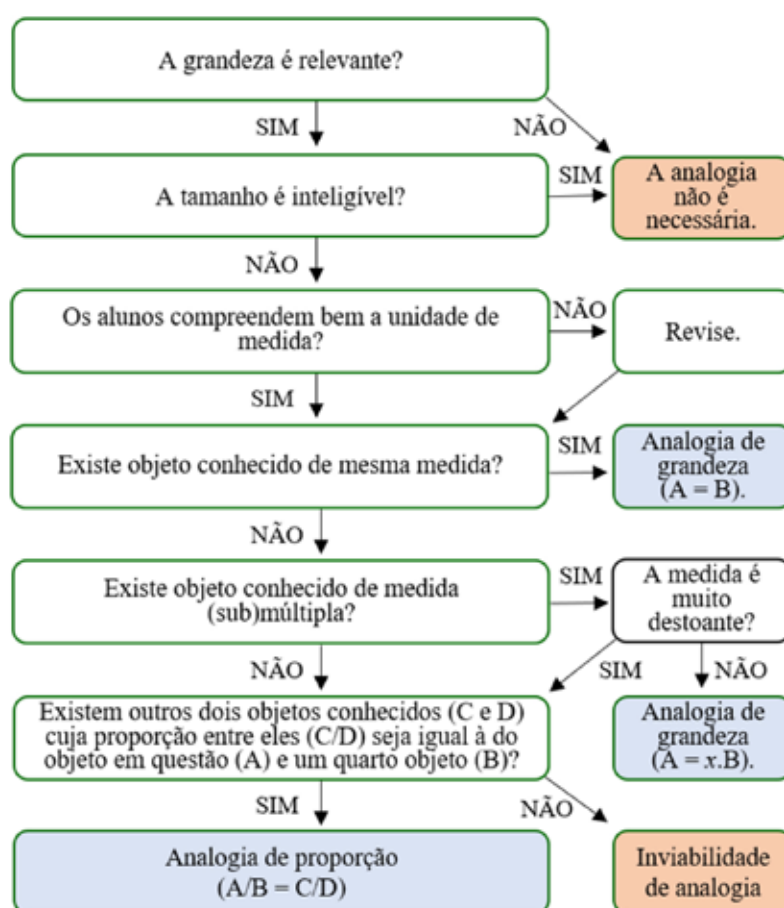 A grandeza é relevante?
SIM
NÃO
A tamanho é inteligível?
SIM
A analogia
não é
necessária.
NÃO
Os alunos compreendem bem a unidade de
medida?
NÃO
Revise.
SIM
Existe objeto conhecido de mesma medida?
SIM
Analogia de
grandeza
(A = B).
NÃO
Existe objeto conhecido de medida
(sub)múltipla?
SIM
A medida é
muito
destoante?
NÃO
SIM
NÃO
Existem outros dois objetos conhecidos (C e D)
cuja proporção entre eles (C/D) seja igual à do
objeto em questão (A) e um quarto objeto (B)?
Analogia de
grandeza
(A = x.B).
SIM
NÃO
Analogia de proporção
(A/B = C/D)
Inviabilidade
de analogia